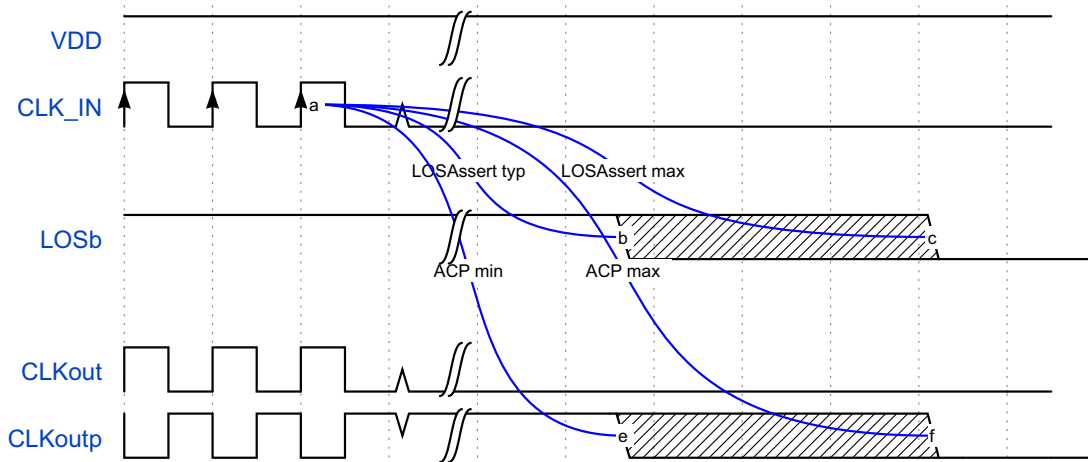 VDD
CLK_IN
a
LOSAssert typ
LOSAssert max
LOSb
b
c
ACP min
ACP max
CLKout
CLKoutp
e
f